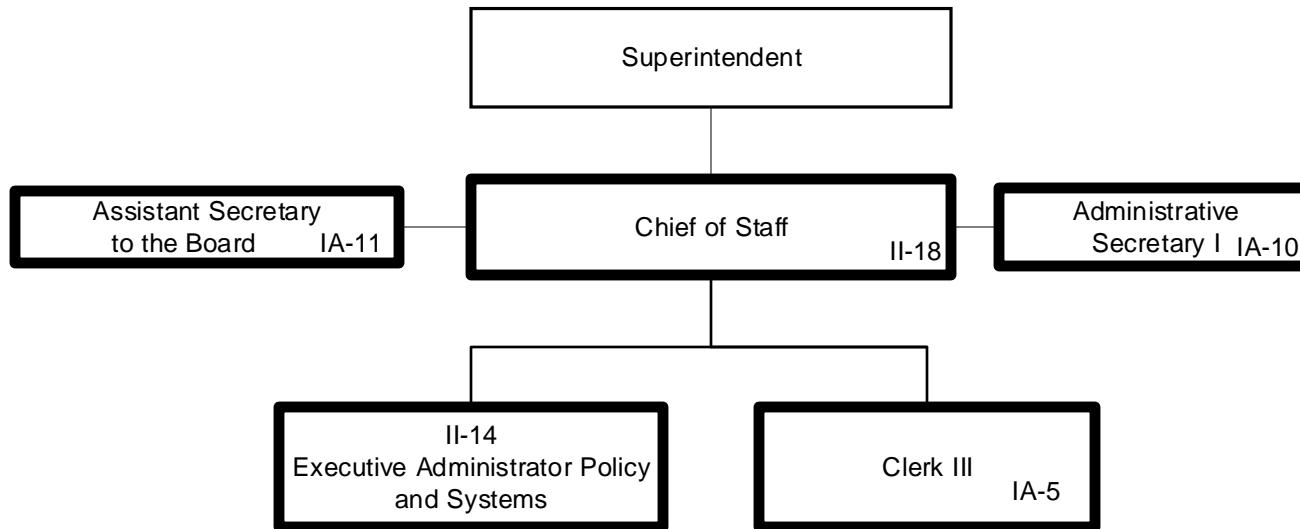 Superintendent
Assistant Secretary
to the Board IA-11
Chief of Staff
II-18
Administrative
Secretary I IA-10
II-14
Executive Administrator Policy
and Systems
Clerk III
IA-5